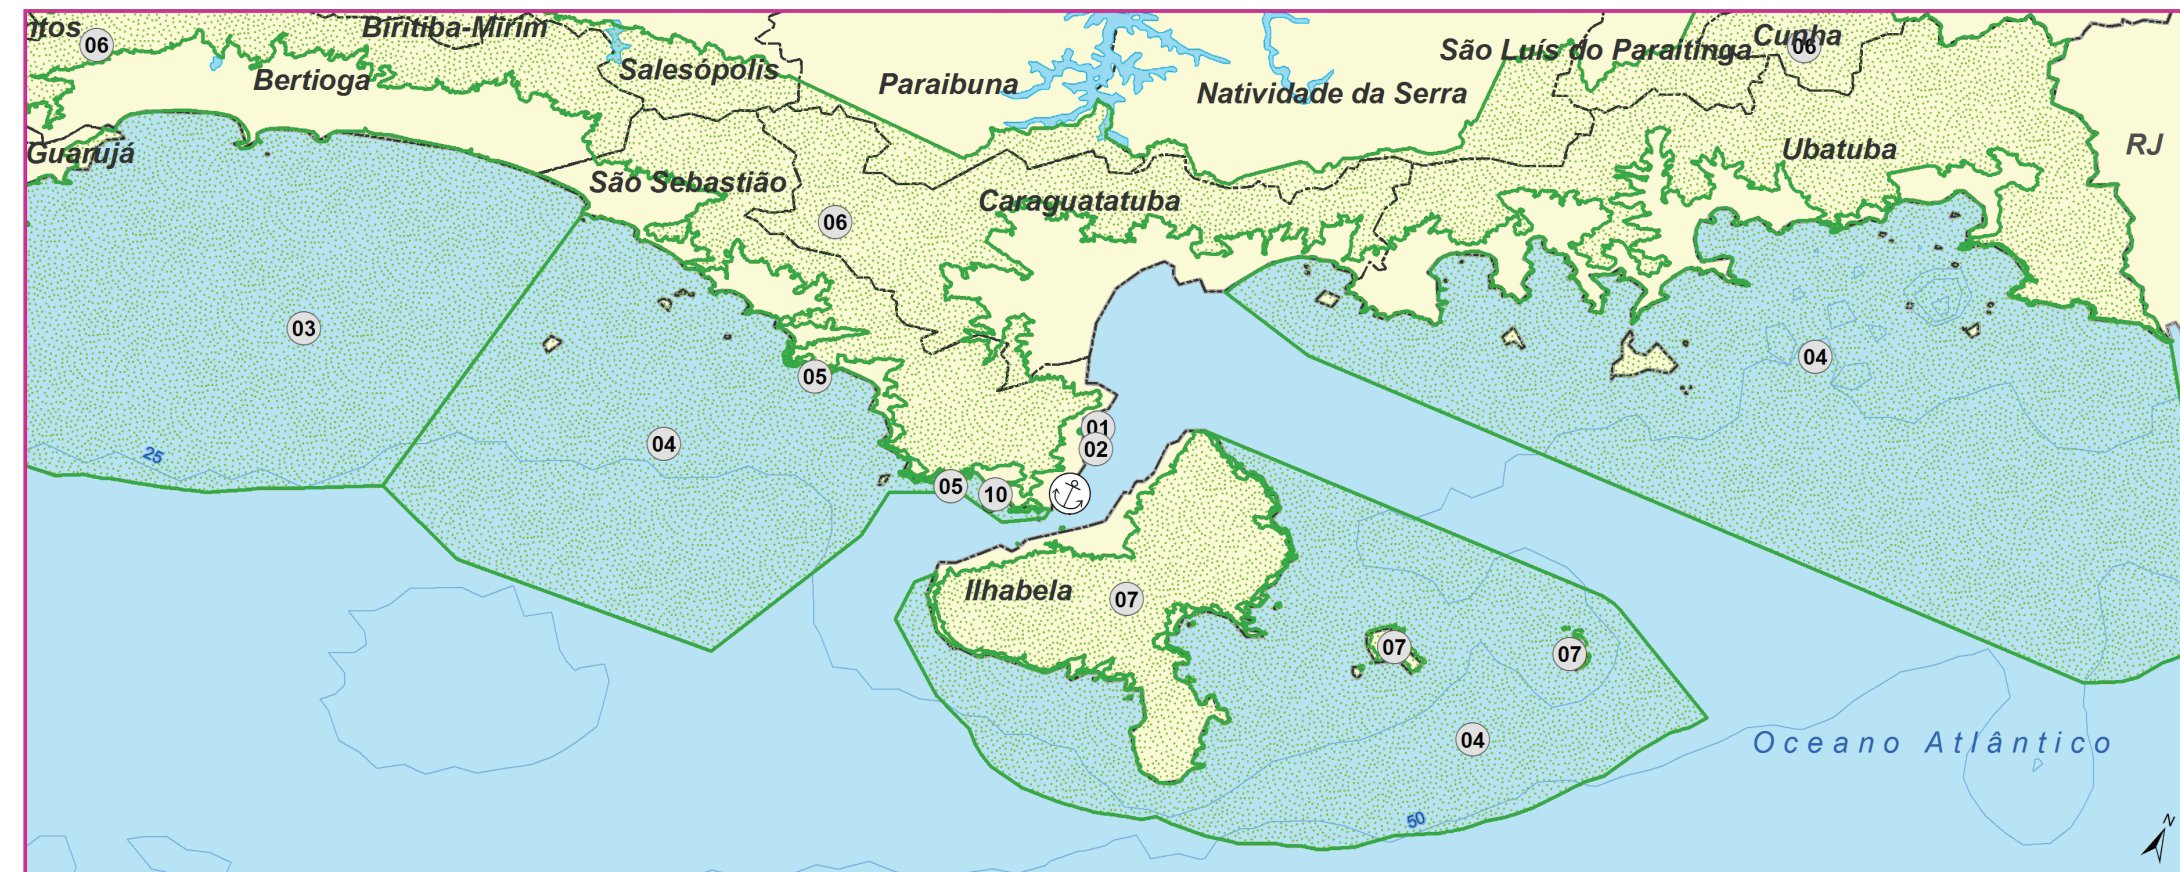 ntos
Biritiba-Mirim
São Luís do Paraitinga
Cunha
06
06
Bertioga
Salesópolis
Paraibuna
Natividade da Serra
Guarujá
Ubatuba
RJ
São Sebastião
Caraguatatuba
06
03
04
05
01
02
04
25
05
10
Ilhabela
07
07
07
04
Oceano Atlântico
50
N